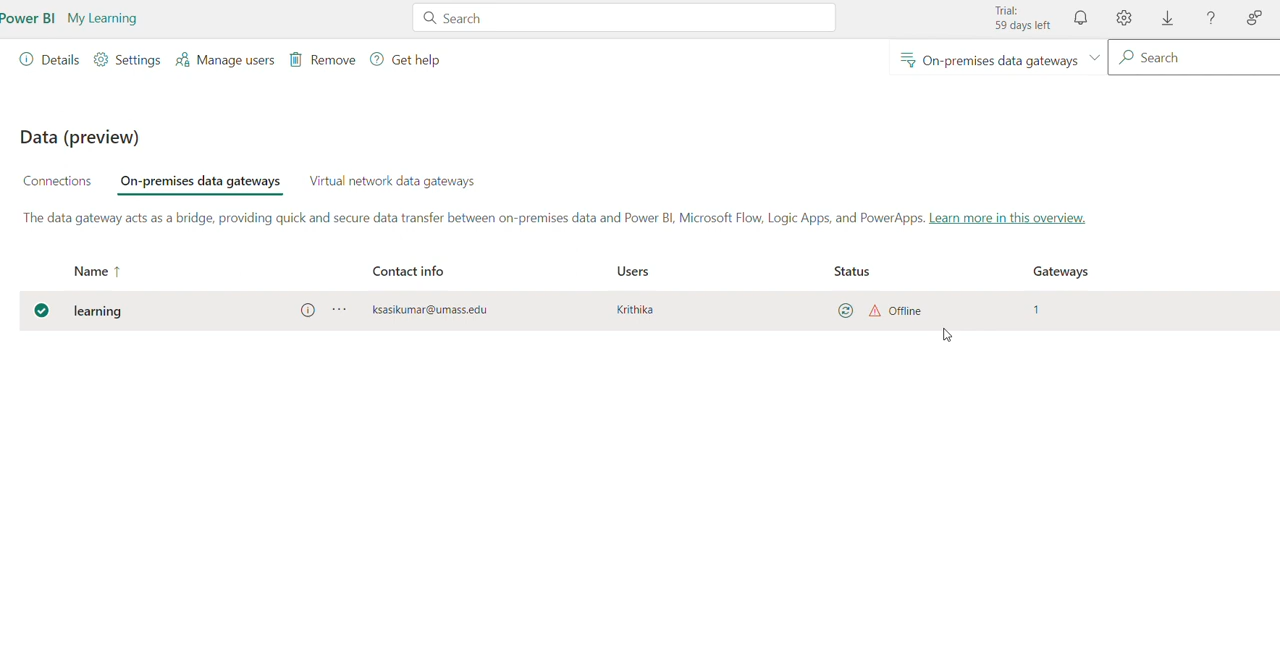 Power BI My Learning
Search
Trial:
59 days left
?
Details Settings Manage users Remove Get help
On-premises data gateways
Search
Data (preview)
Connections On-premises data gateways Virtual network data gateways
The data gateway acts as a bridge, providing quick and secure data transfer between on-premises data and Power BI, Microsoft Flow, Logic Apps, and PowerApps. Learn more in this overview.
Name ↑ Contact info Users Status Gateways
learning ··· ksasikumar@umass.edu Krithika Offline 1